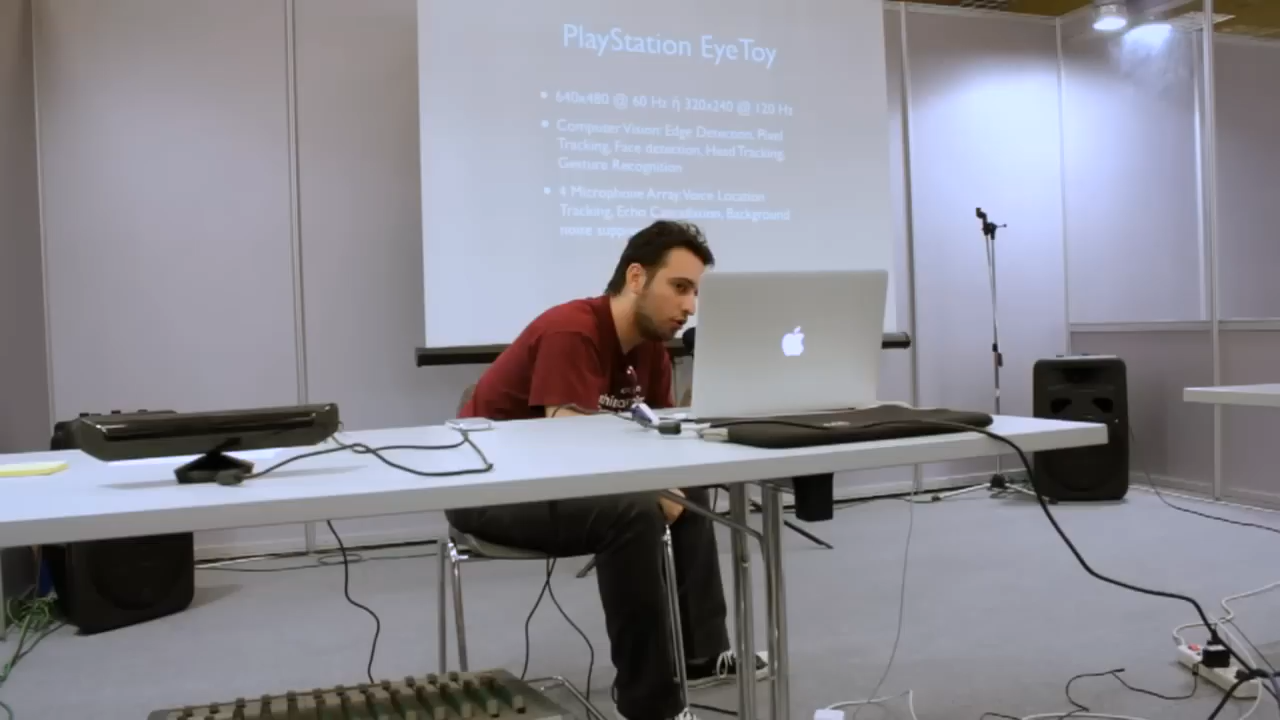 PlayStation EyeToy
640x480 @ 60 Hz ή 320x240 @ 120 Hz
Computer Vision: Edge Detection, Pixel
Tracking, Face detection, Head Tracking,
Gesture Recognition
4 Microphone Array: Voice Location
Tracking, Echo Cancellation, Background
noise